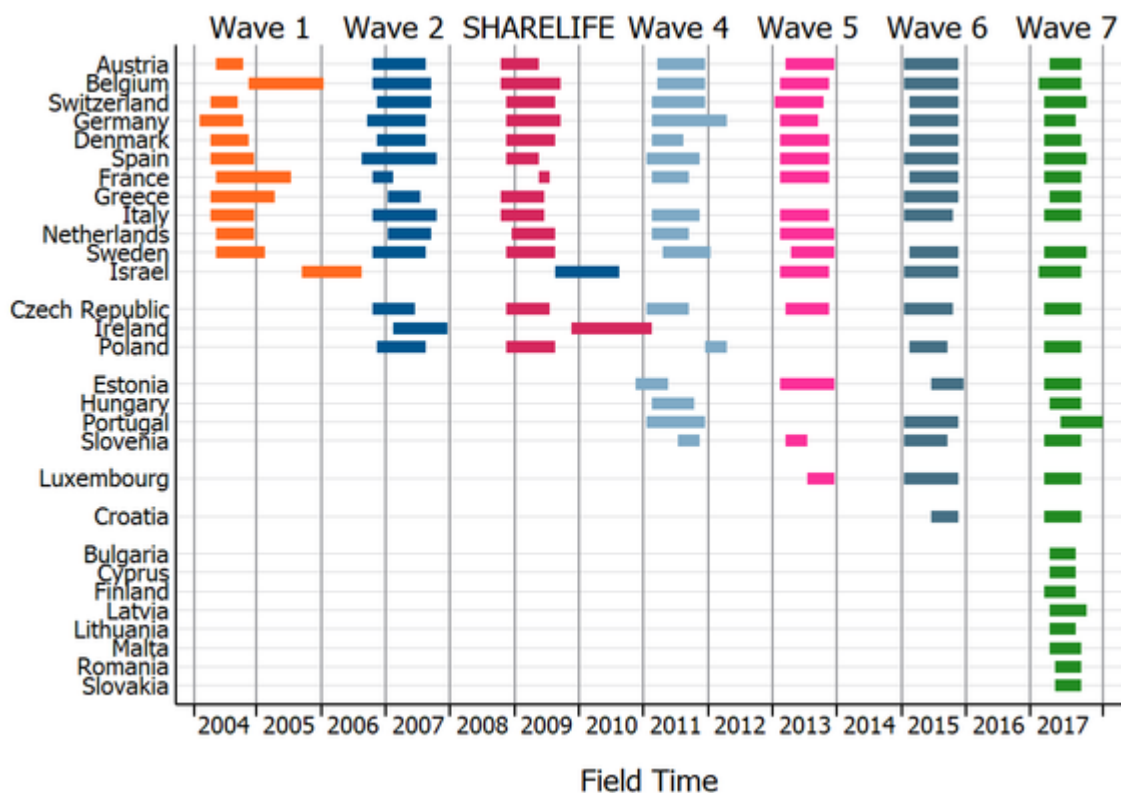 Wave 1 Wave 2 SHARELIFE Wave 4 Wave 5 Wave 6 Wave 7
Austria
Belgium
Switzerland
Germany
Denmark
Spain
France
Greece
Italy
Netherlands
Sweden
Israel
Czech Republic
Ireland
Poland
Estonia
Hungary
Portugal
Slovenia
Luxembourg
Croatia
Bulgaria
Cyprus
Finland
Latvia
Lithuania
Malta
Romania
Slovakia
2004 2005 2006 2007 2008 2009 2010 2011 2012 2013 2014 2015 2016 2017
Field Time